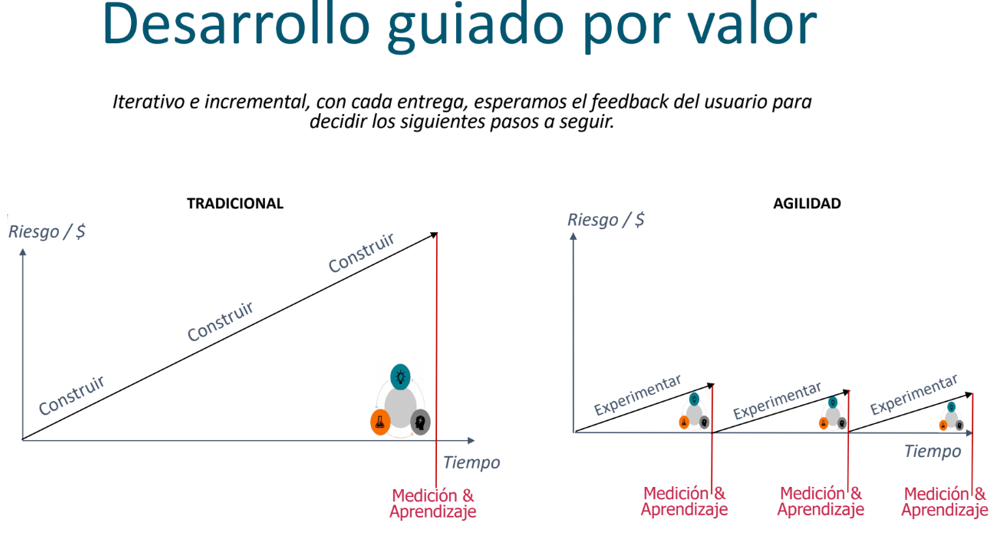 Desarrollo guiado por valor
Iterativo e incremental, con cada entrega, esperamos el feedback del usuario para
decidir los siguientes pasos a seguir.
TRADICIONAL
Riesgo / $
Construir
Construir
Construir
Tiempo
Medición &
Aprendizaje
AGILIDAD
Riesgo / $
Experimentar
Experimentar
Experimentar
Tiempo
Medición &
Aprendizaje
Medición &
Aprendizaje
Medición &
Aprendizaje